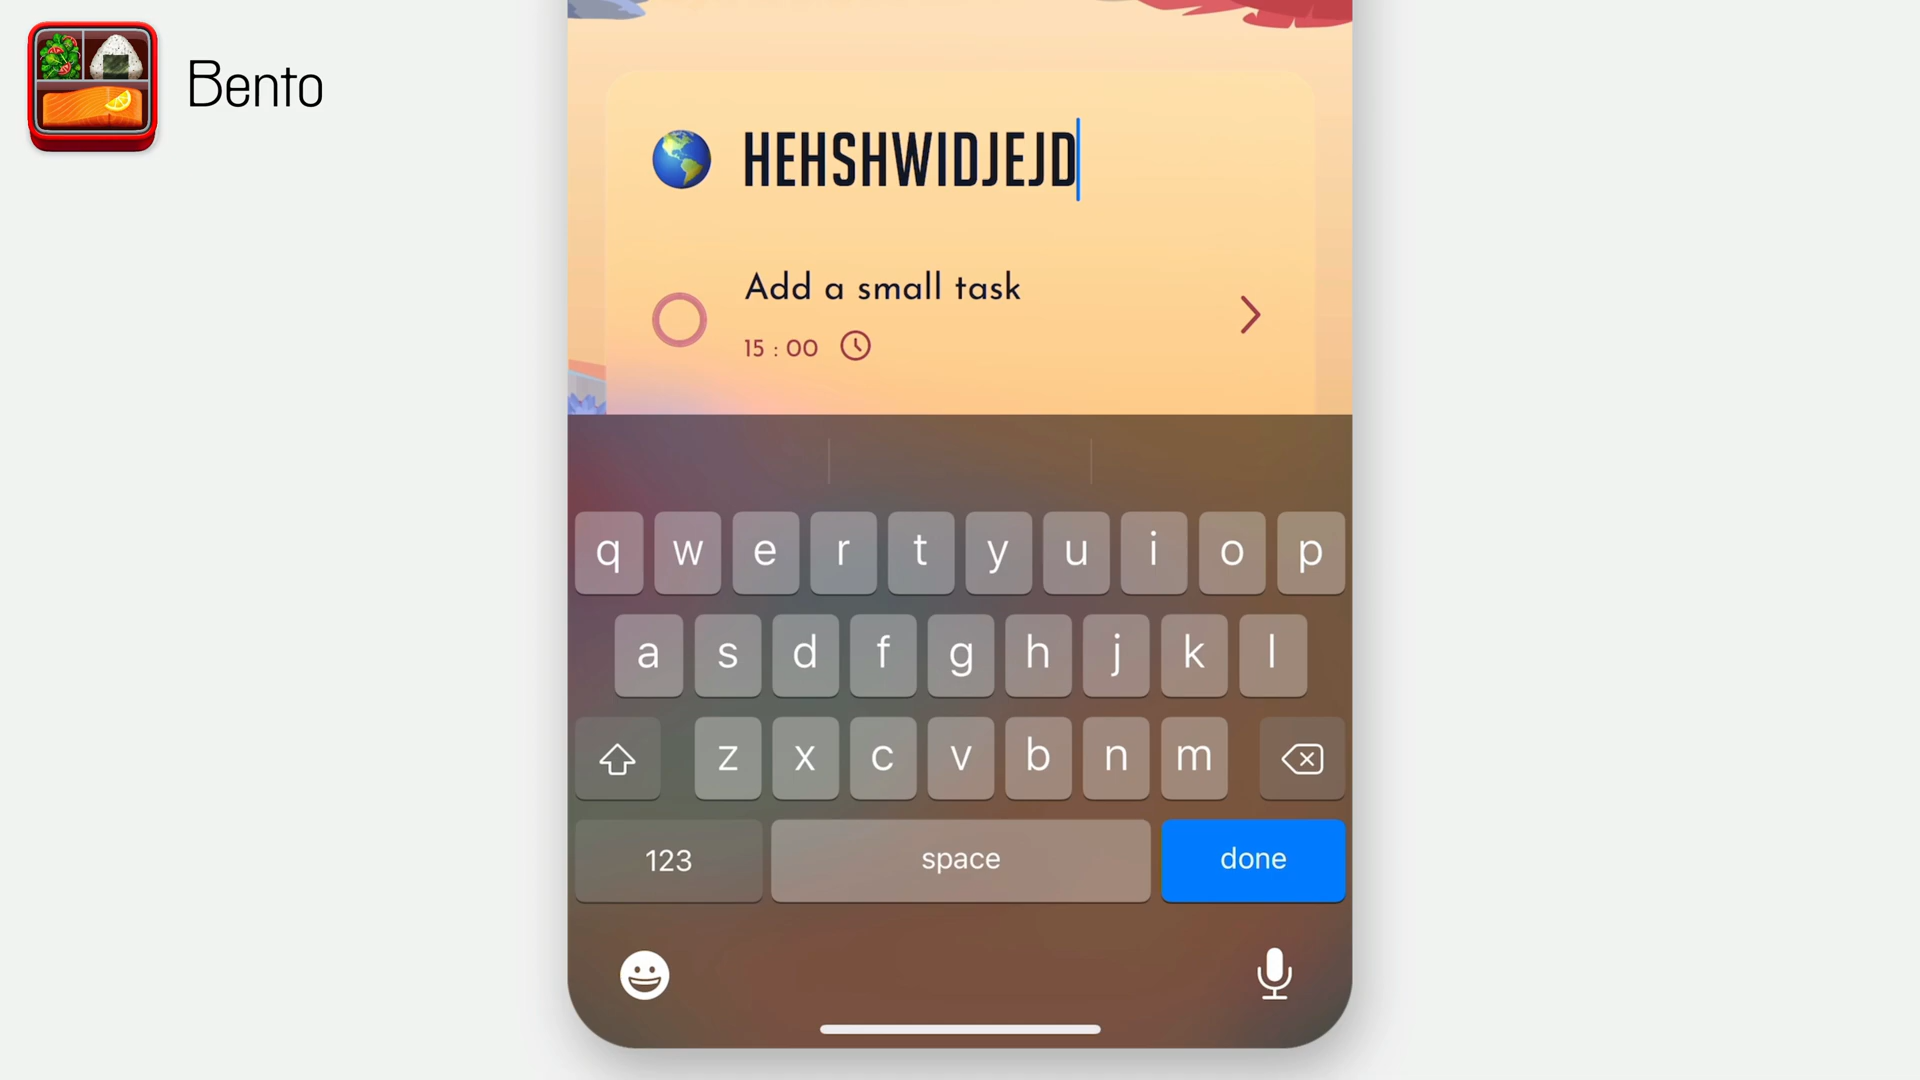 Bento
HEHSHWIDJEJD
Add a small task
15 : 00
q w e r t y u i o p
a s d f g h j k l
z x c v b n m
123 space done